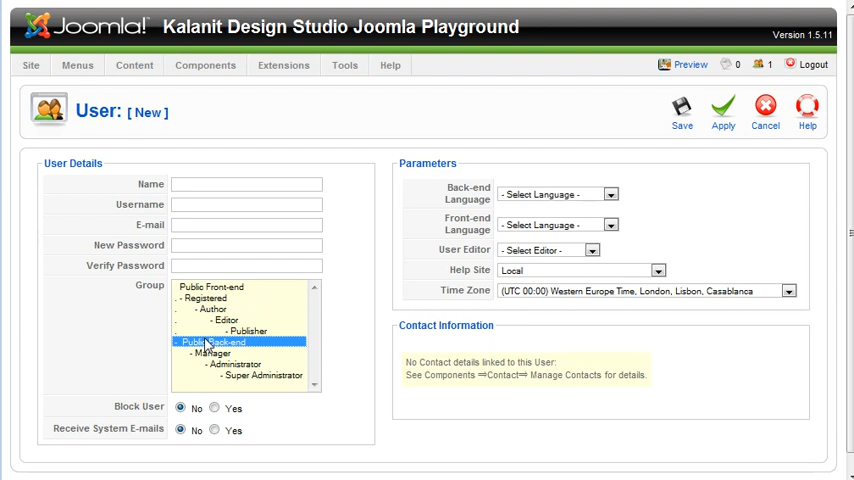 Joomla! Kalanit Design Studio Joomla Playground
Version 1.5.11
Site Menus Content Components Extensions Tools Help Preview 0 1 Logout
User: [ New ]
Save Apply Cancel Help
User Details
Name
Username
E-mail
New Password
Verify Password
Group
Public Front-end
. - Registered
. - Author
. - Editor
. - Publisher
- Public Back-end
- Manager
- Administrator
- Super Administrator
Block User No Yes
Receive System E-mails No Yes
Parameters
Back-end Language - Select Language -
Front-end Language - Select Language -
User Editor - Select Editor -
Help Site Local
Time Zone (UTC 00:00) Western Europe Time, London, Lisbon, Casablanca
Contact Information
No Contact details linked to this User:
See Components ⇒Contact⇒ Manage Contacts for details.